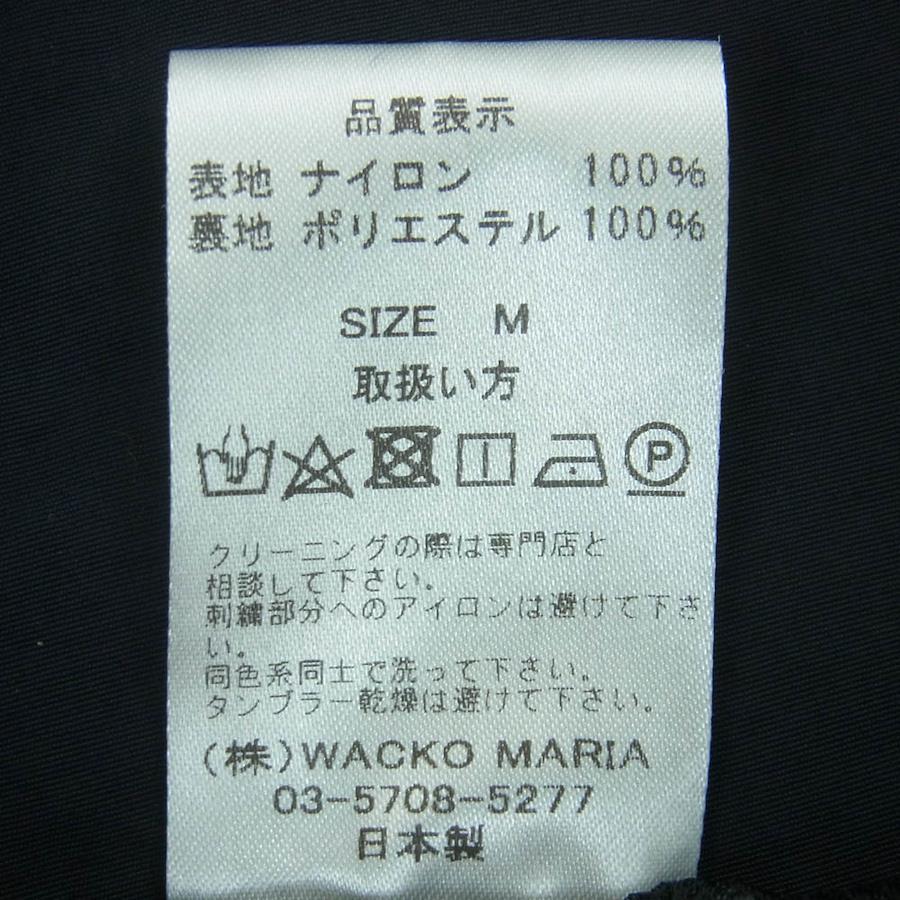 品質表示
表地 ナイロン 100%
裏地 ポリエステル 100%
SIZE M
取扱い方
P
クリーニングの際は専門店と
相談して下さい。
刺繍部分へのアイロンは避けて下さ
い。
同色系同士で洗って下さい。
タンブラー乾燥は避けて下さい。
(株)WACKO MARIA
03-5708-5277
日本製